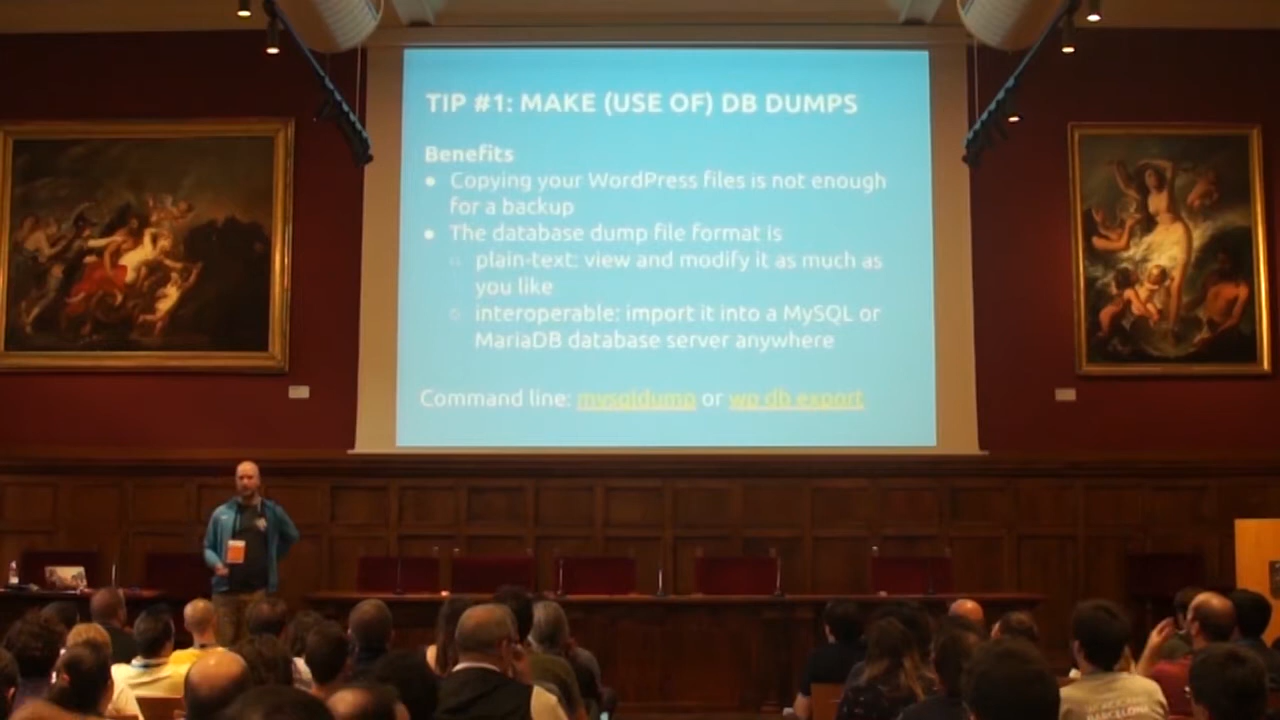 TIP #1: MAKE (USE OF) DB DUMPS
Benefits
● Copying your WordPress files is not enough
for a backup
● The database dump file format is
○ plain-text: view and modify it as much as
you like
○ interoperable: import it into a MySQL or
MariaDB database server anywhere
Command line: mysqldump or wp db export
BARCELONA